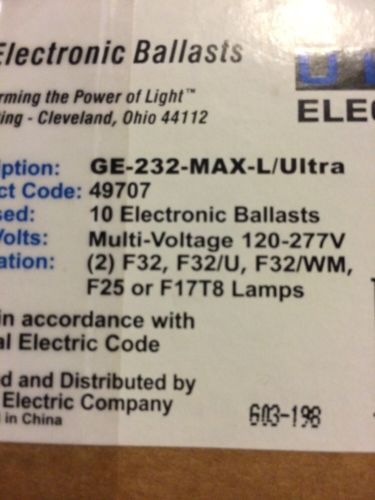 Electronic Ballasts
rming the Power of Light™
ting - Cleveland, Ohio 44112
ELEC
iption: GE-232-MAX-L/Ultra
ct Code: 49707
sed: 10 Electronic Ballasts
Volts: Multi-Voltage 120-277V
ation: (2) F32, F32/U, F32/WM,
F25 or F17T8 Lamps
in accordance with
al Electric Code
d and Distributed by
Electric Company
in China
603-198